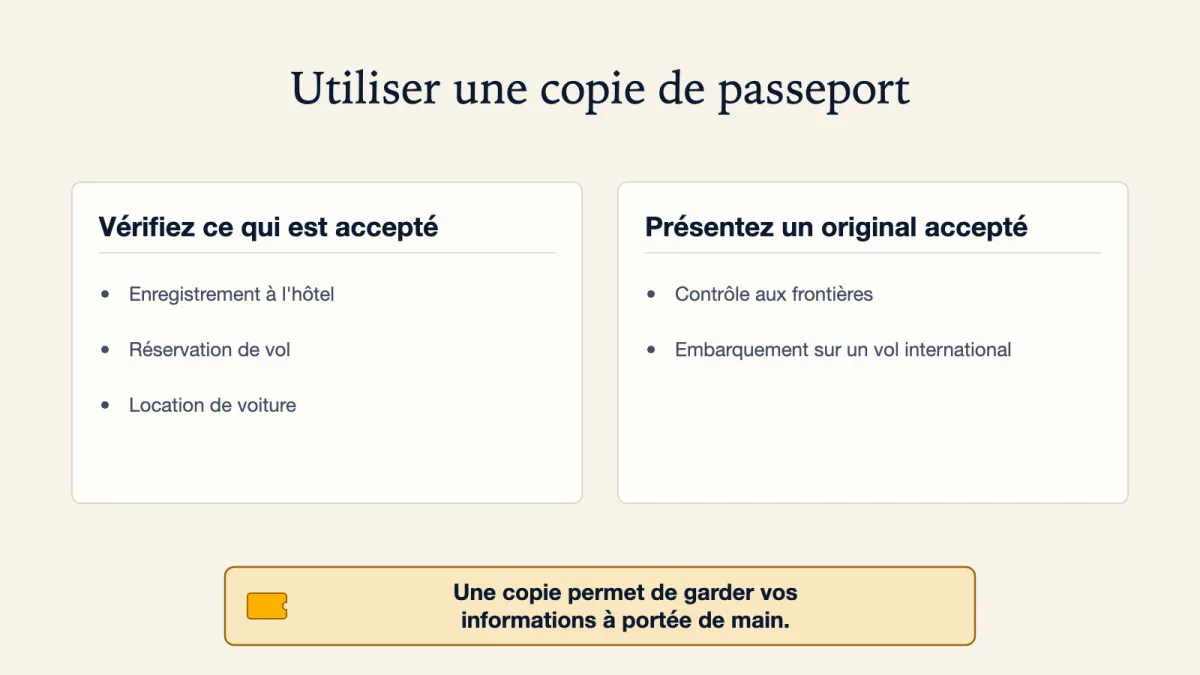 Utiliser une copie de passeport
Vérifiez ce qui est accepté
• Enregistrement à l'hôtel
• Réservation de vol
• Location de voiture
Présentez un original accepté
• Contrôle aux frontières
• Embarquement sur un vol international
Une copie permet de garder vos
informations à portée de main.